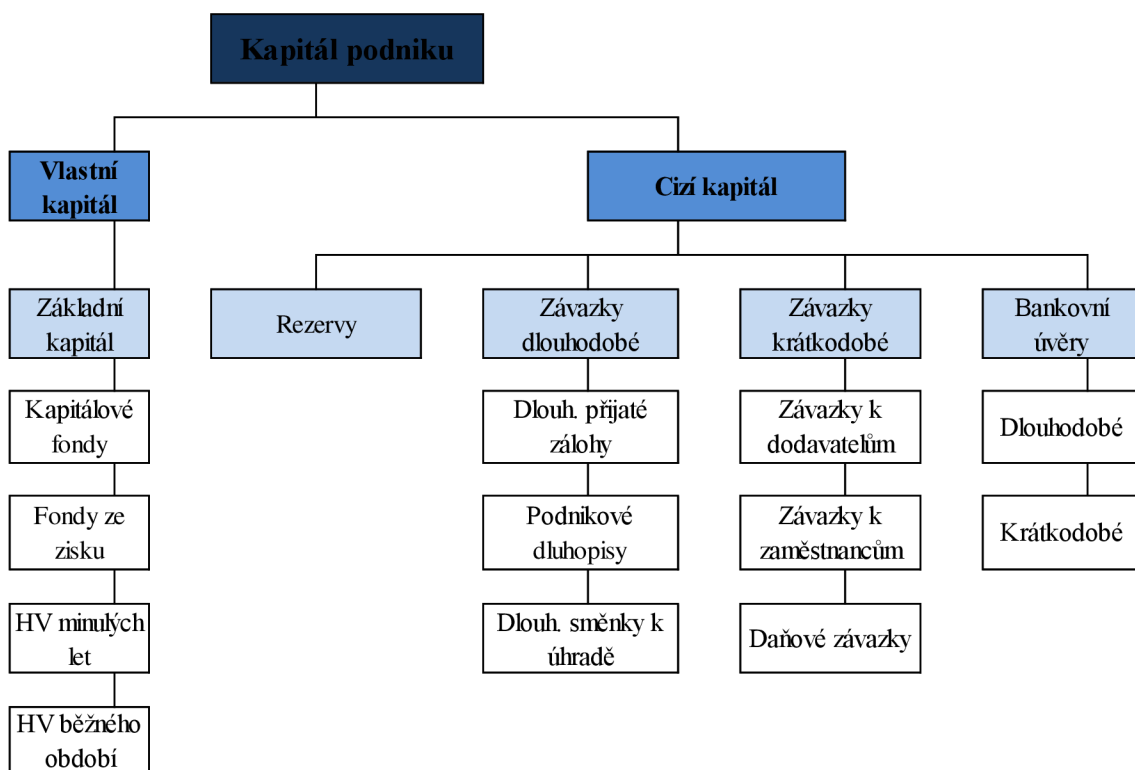 Kapitál podniku
Vlastní
kapitál
Cizí kapitál
Základní
kapitál
Rezervy
Závazky
dlouhodobé
Závazky
krátkodobé
Bankovní
úvěry
Kapitálové
fondy
Dlouh. přijaté
zálohy
Závazky k
dodavatelům
Dlouhodobé
Fondy ze
zisku
Podnikové
dluhopisy
Závazky k
zaměstnancům
Krátkodobé
HV minulých
let
Dlouh. směnky k
úhradě
Daňové závazky
HV běžného
období